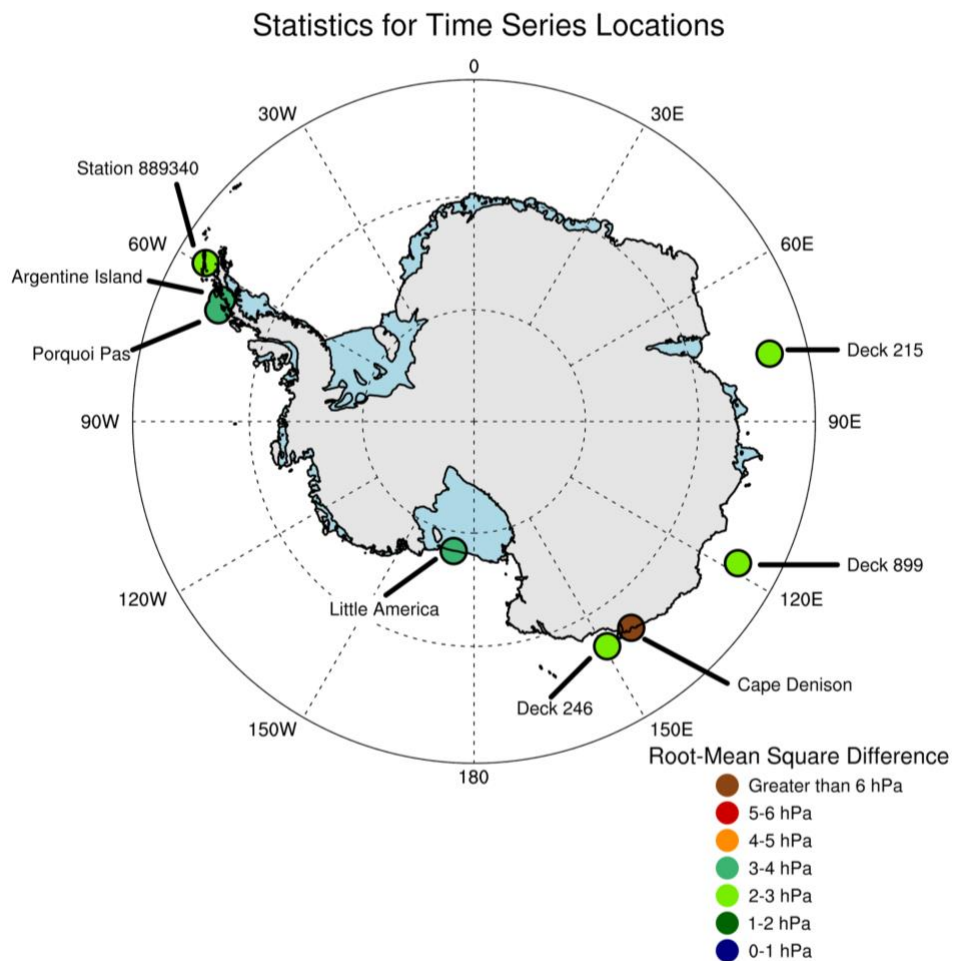 Statistics for Time Series Locations
0
30W
30E
Station 889340
60W
60E
Argentine Island
Porquoi Pas
Deck 215
90W
90E
Deck 899
120W
120E
Little America
Cape Denison
Deck 246
150W
150E
180
Root-Mean Square Difference
Greater than 6 hPa
5-6 hPa
4-5 hPa
3-4 hPa
2-3 hPa
1-2 hPa
0-1 hPa